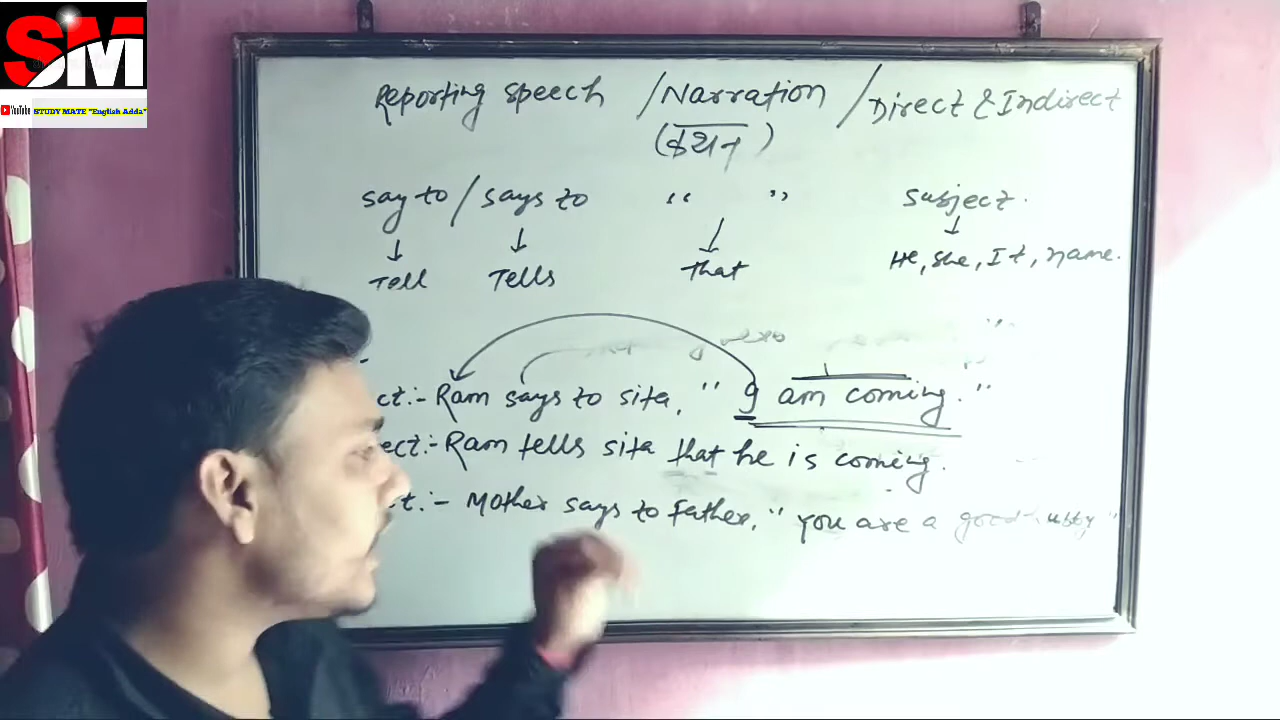 SM
YouTube STUDY MATE "English Adda"
Reporting speech / Narration / Direct & Indirect
(कथन)
say to / says to " " Subject.
↓ ↓ ↓ ↓
Tell Tells That He, She, It, name.
ct:- Ram says to sita, " I am coming."
ect:- Ram tells sita that he is coming.
ct:- Mother says to Father, " you are a good